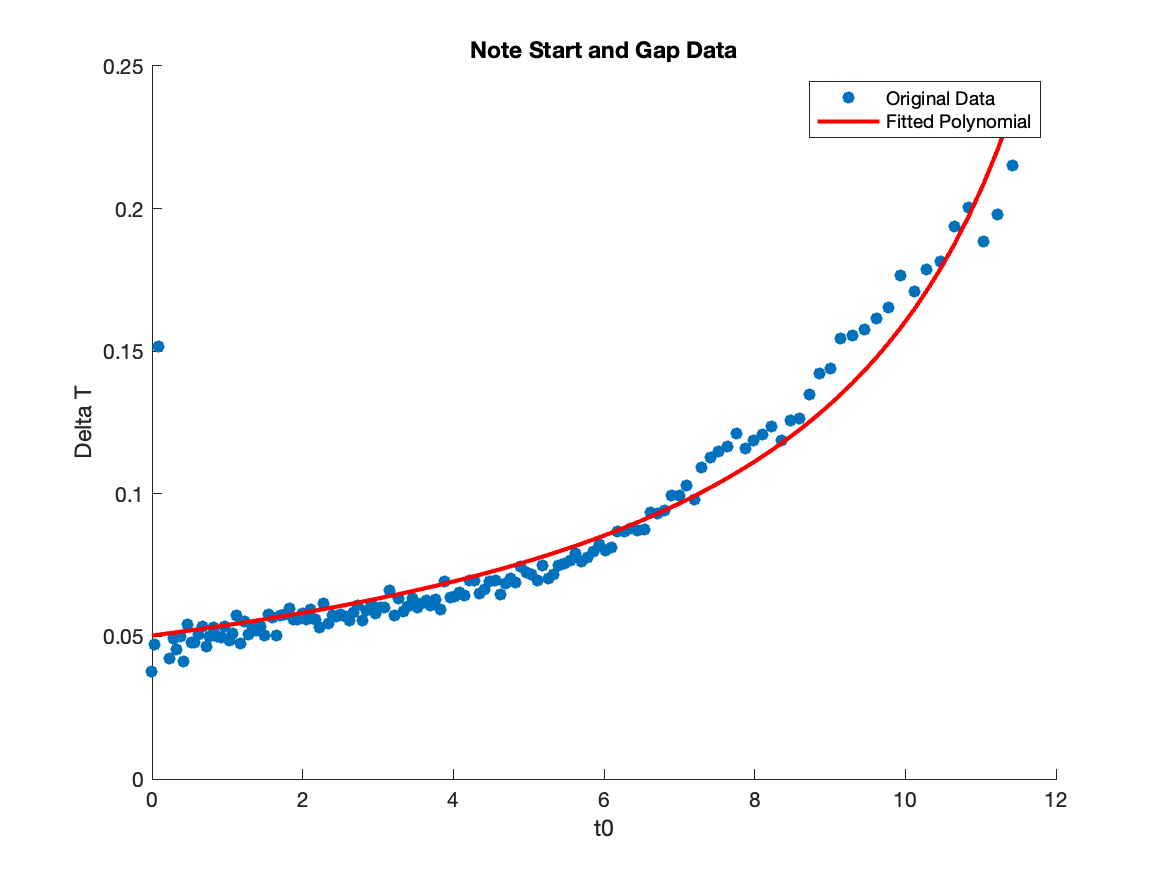 Note Start and Gap Data
0.25
Original Data
Fitted Polynomial
0.2
0.15
Delta T
0.1
0.05
0
0 2 4 6 8 10 12
t0